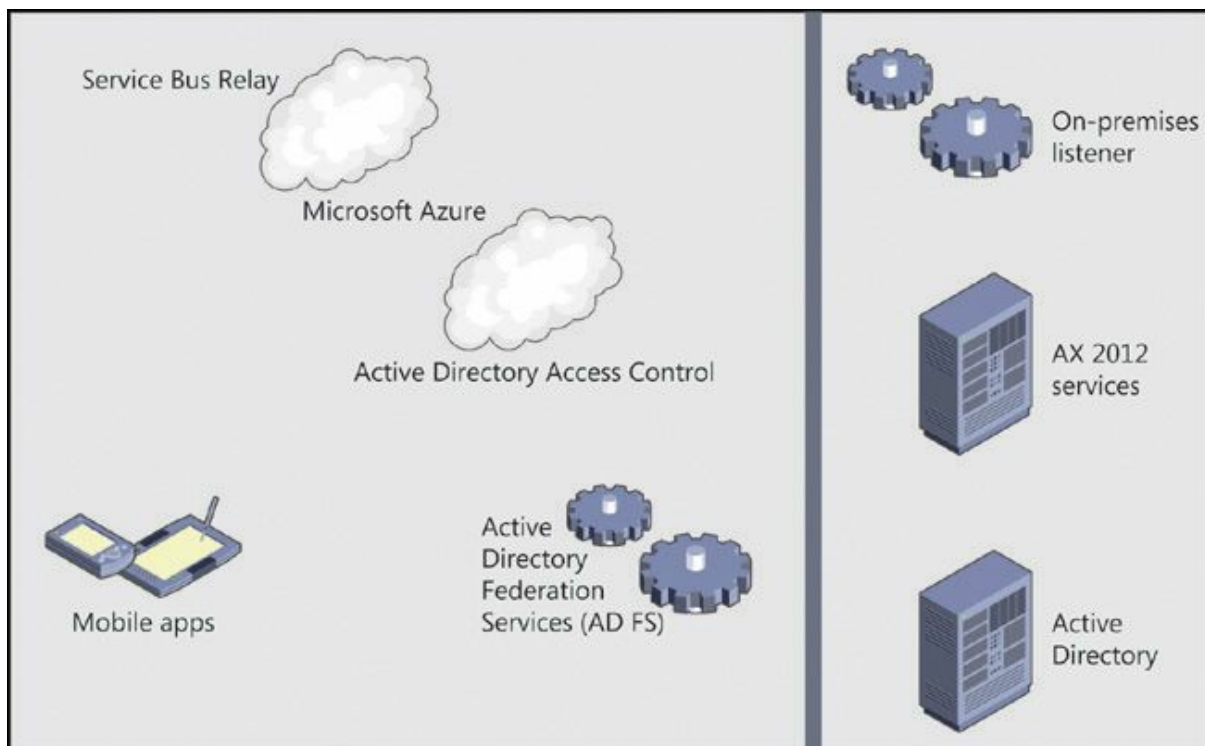 Service Bus Relay
On-premises
listener
Microsoft Azure
Active Directory Access Control
AX 2012
services
Mobile apps
Active
Directory
Federation
Services (AD FS)
Active
Directory